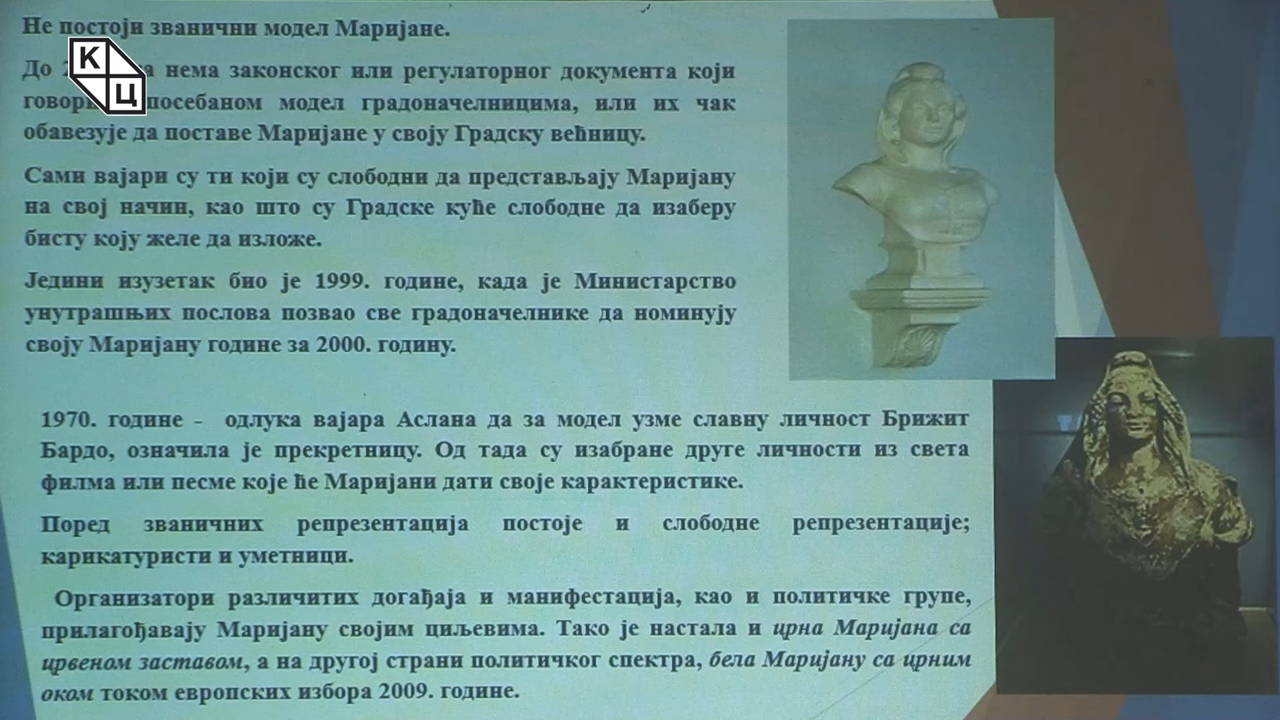 Не постоји званични модел Маријане.
КЦ
До нема законског или регулаторног документа који
посебаном модел градоначелницима, или их чак
обавезује да поставе Маријане у своју Градску већницу.
Сами вајари су ти који су слободни да представљају Маријану
на свој начин, као што су Градске куће слободне да изаберу
бисту коју желе да изложе.
Једини изузетак био је 1999. године, када је Министарство
унутрашњих послова позвао све градоначелнике да номинују
своју Маријану године за 2000. годину.
1970. године - одлука вајара Аслана да за модел узме славну личност Брижит
Бардо, означила је прекретницу. Од тада су изабране друге личности из света
филма или песме које ће Маријани дати своје карактеристике.
Поред званичних репрезентација постоје и слободне репрезентације;
карикатуристи и уметници.
Организатори различитих догађаја и манифестација, као и политичке групе,
прилагођавају Маријану својим циљевима. Тако је настала и црна Маријана са
црвеном заставом, а на другој страни политичког спектра, бела Маријану са црним
оком током европских избора 2009. године.